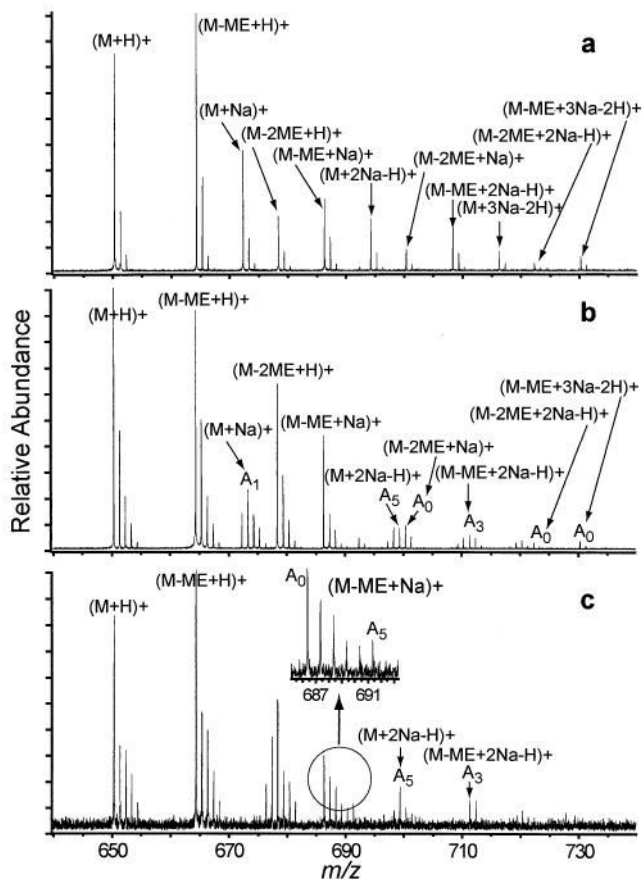 a
(M-ME+H)+
(M+H)+
(M-ME+3Na-2H)+
(M-2ME+2Na-H)+
(M+Na)+
(M-2ME+H)+
(M-ME+Na)+
(M+2Na-H)+
(M-2ME+Na)+
(M-ME+2Na-H)+
(M+3Na-2H)+
b
(M+H)+
(M-ME+H)+
(M-2ME+H)+
(M-ME+3Na-2H)+
(M-2ME+2Na-H)+
(M+Na)+
(M-ME+Na)+
(M-2ME+Na)+
(M+2Na-H)+
(M-ME+2Na-H)+
A1
A5
A0
A3
A0
A0
Relative Abundance
c
(M-ME+H)+
(M+H)+
A0
(M-ME+Na)+
A5
687 691
(M+2Na-H)+
(M-ME+2Na-H)+
A5
A3
650 670 690 710 730
m/z